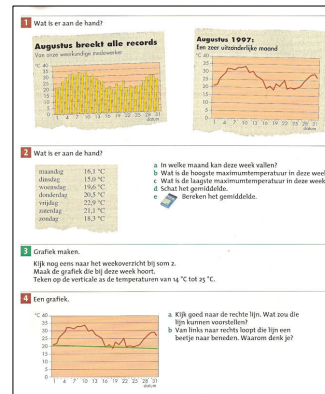 1 Wat is er aan de hand?
Augustus breekt alle records
Van onze weerkundige medewerker
°C 40
35
30
25
20
15
10
5
0
1 4 7 10 13 16 19 22 25 28 31
datum
Augustus 1997:
Een zeer uitzonderlijke maand
°C 40
35
30
25
20
15
10
5
0
1 4 7 10 13 16 19 22 25 28 31
datum
2 Wat is er aan de hand?
maandag 16,1 °C
dinsdag 15,0 °C
woensdag 19,6 °C
donderdag 20,5 °C
vrijdag 22,9 °C
zaterdag 21,1 °C
zondag 18,3 °C
a In welke maand kan deze week vallen?
b Wat is de hoogste maximumtemperatuur in deze week
c Wat is de laagste maximumtemperatuur in deze week
d Schat het gemiddelde.
e Bereken het gemiddelde.
3 Grafiek maken.
Kijk nog eens naar het weekoverzicht bij som 2.
Maak de grafiek die bij deze week hoort.
Teken op de verticale as de temperaturen van 14 °C tot 25 °C.
4 Een grafiek.
°C 40
35
30
25
20
15
10
5
0
1 4 7 10 13 16 19 22 25 28 31
datum
a. Kijk goed naar de rechte lijn. Wat zou die
lijn kunnen voorstellen?
b Van links naar rechts loopt die lijn een
beetje naar beneden. Waarom denk je?